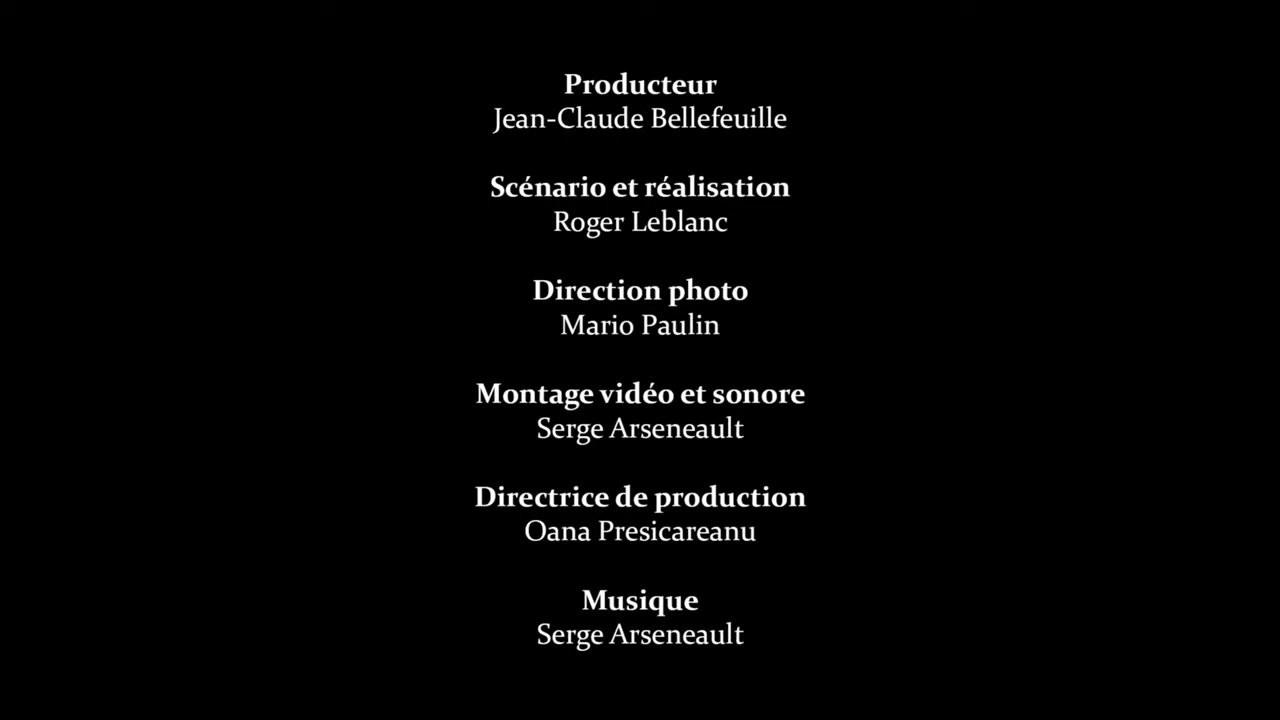 Producteur
Jean-Claude Bellefeuille
Scénario et réalisation
Roger Leblanc
Direction photo
Mario Paulin
Montage vidéo et sonore
Serge Arseneault
Directrice de production
Oana Presicareanu
Musique
Serge Arseneault